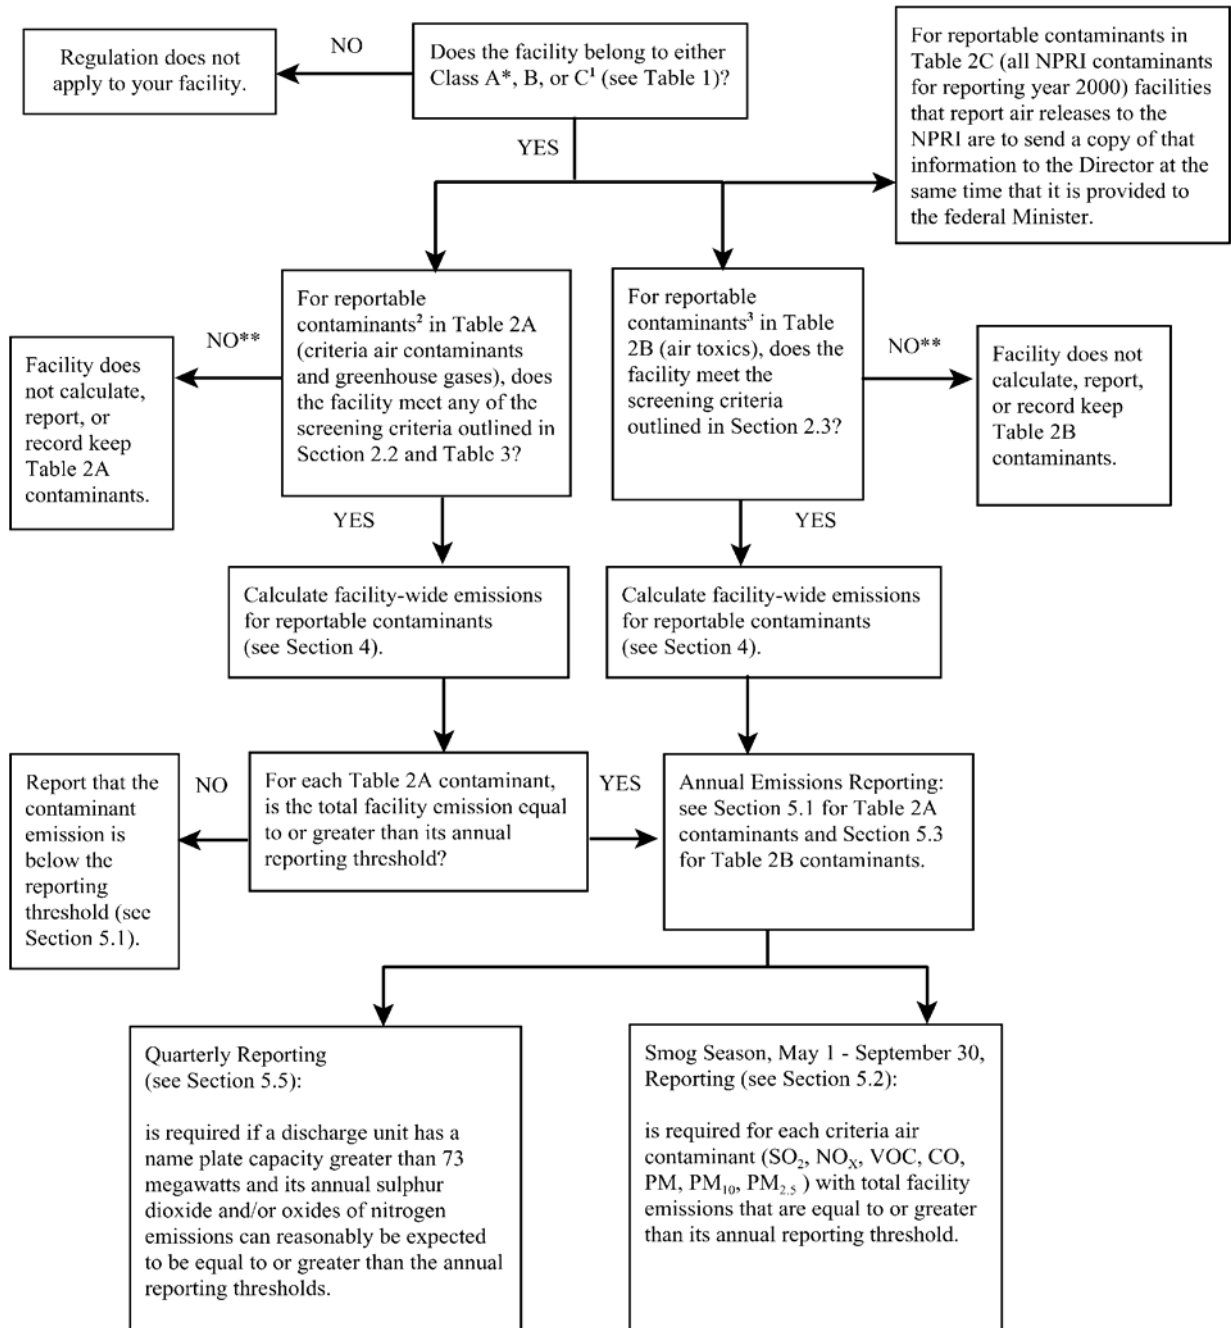 Regulation does not
apply to your facility.
NO
Does the facility belong to either
Class A*, B, or C¹ (see Table 1)?
For reportable contaminants in
Table 2C (all NPRI contaminants
for reporting year 2000) facilities
that report air releases to the
NPRI are to send a copy of that
information to the Director at the
same time that it is provided to
the federal Minister.
YES
For reportable
contaminants² in Table 2A
(criteria air contaminants
and greenhouse gases), does
the facility meet any of the
screening criteria outlined in
Section 2.2 and Table 3?
For reportable
contaminants³ in Table
2B (air toxics), does the
facility meet the
screening criteria
outlined in Section 2.3?
NO**
Facility does
not calculate,
report, or
record keep
Table 2A
contaminants.
NO**
Facility does not
calculate, report,
or record keep
Table 2B
contaminants.
YES
YES
Calculate facility-wide emissions
for reportable contaminants
(see Section 4).
Calculate facility-wide emissions
for reportable contaminants
(see Section 4).
Report that the
contaminant
emission is
below the
reporting
threshold (see
Section 5.1).
NO
For each Table 2A contaminant,
is the total facility emission equal
to or greater than its annual
reporting threshold?
YES
Annual Emissions Reporting:
see Section 5.1 for Table 2A
contaminants and Section 5.3
for Table 2B contaminants.
Quarterly Reporting
(see Section 5.5):
is required if a discharge unit has a
name plate capacity greater than 73
megawatts and its annual sulphur
dioxide and/or oxides of nitrogen
emissions can reasonably be expected
to be equal to or greater than the annual
reporting thresholds.
Smog Season, May 1 - September 30,
Reporting (see Section 5.2):
is required for each criteria air
contaminant (SO₂, NOₓ, VOC, CO,
PM, PM₁₀, PM₂.₅ ) with total facility
emissions that are equal to or greater
than its annual reporting threshold.